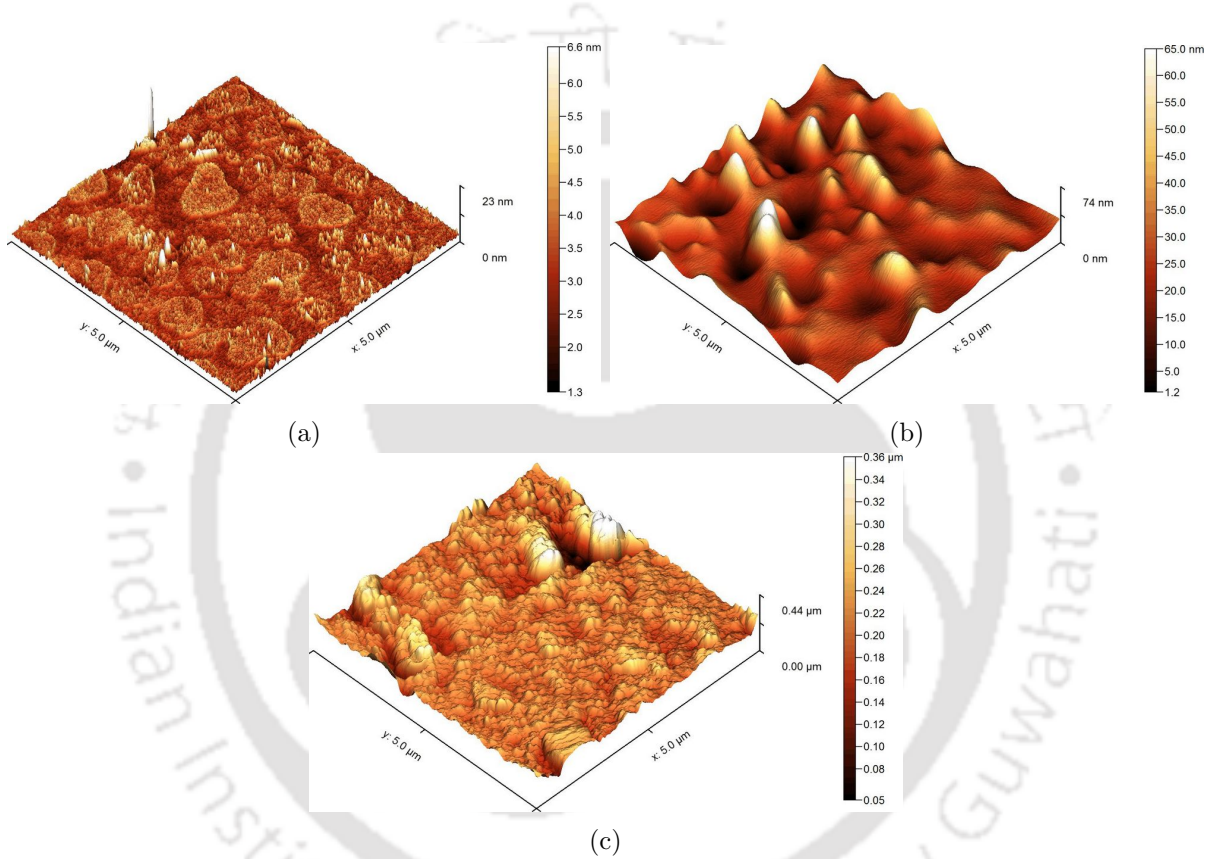 6.6 nm
6.0
5.0
4.5
4.0
3.5
3.0
2.5
2.0
1.3
23 nm
0 nm
y: 5.0 µm
x: 5.0 µm
(a)
65.0 nm
60.0
55.0
50.0
45.0
40.0
35.0
30.0
25.0
20.0
15.0
10.0
5.0
1.2
74 nm
0 nm
y: 5.0 µm
x: 5.0 µm
(b)
0.36 µm
0.34
0.32
0.30
0.28
0.26
0.24
0.22
0.20
0.18
0.16
0.14
0.12
0.10
0.08
0.05
0.44 µm
0.00 µm
y: 5.0 µm
x: 5.0 µm
(c)
Indian
Guwahati